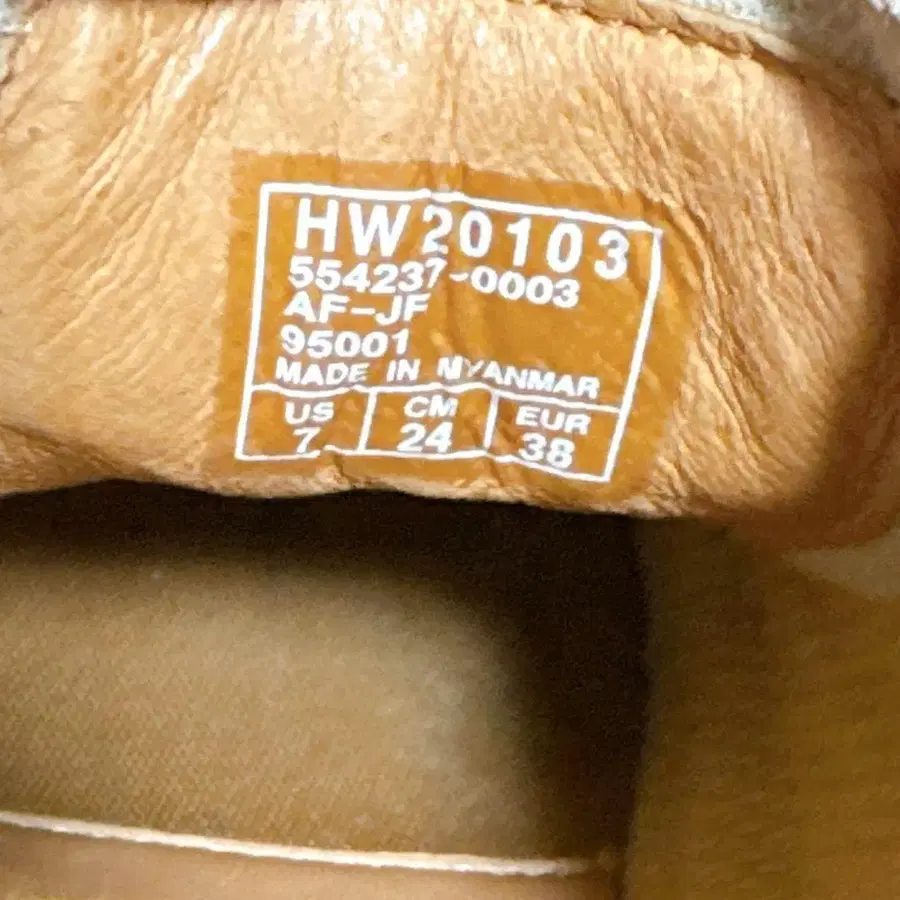 HW20103
554237-0003
AF-JF
95001
MADE IN MYANMAR
US CM EUR
7 24 38